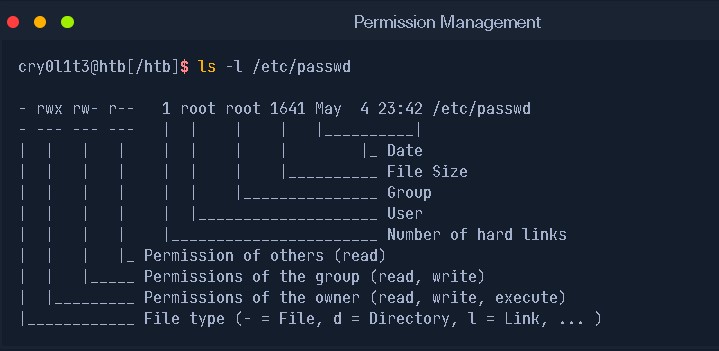 Permission Management
cry0l1t3@htb[/htb]$ ls -l /etc/passwd
- rwx rw- r--   1 root root 1641 May  4 23:42 /etc/passwd
- --- --- ---   |  |    |    |   |__________|
|  |   |   |    |  |    |    |        |_ Date
|  |   |   |    |  |    |    |__________ File Size
|  |   |   |    |  |    |_______________ Group
|  |   |   |    |  |____________________ User
|  |   |   |    |_______________________ Number of hard links
|  |   |   |_ Permission of others (read)
|  |   |_____ Permissions of the group (read, write)
|  |_________ Permissions of the owner (read, write, execute)
|____________ File type (- = File, d = Directory, l = Link, ... )